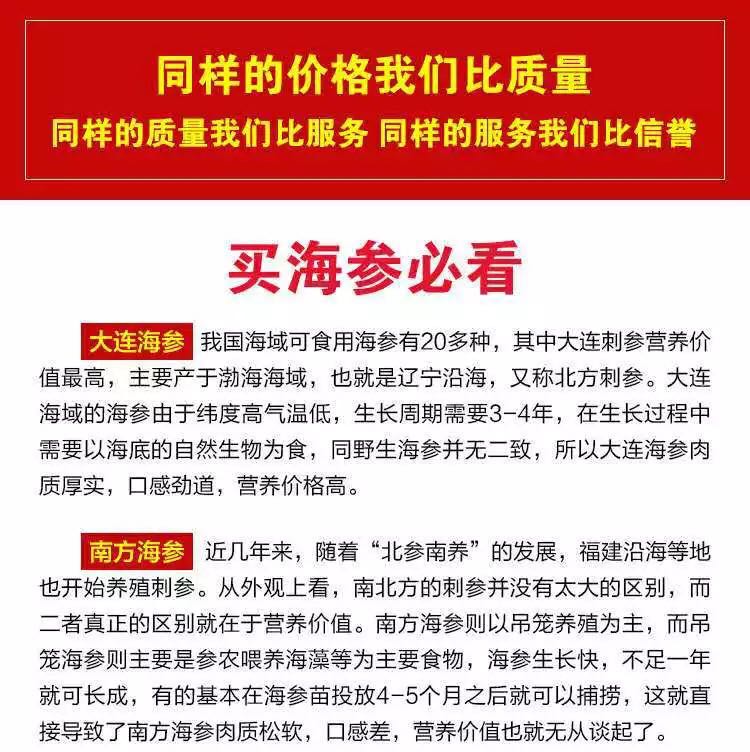 同样的价格我们比质量
同样的质量我们比服务 同样的服务我们比信誉
买海参必看
大连海参 我国海域可食用海参有20多种，其中大连刺参营养价
值最高，主要产于渤海海域，也就是辽宁沿海，又称北方刺参。大连
海域的海参由于纬度高气温低，生长周期需要3-4年，在生长过程中
需要以海底的自然生物为食，同野生海参并无二致，所以大连海参肉
质厚实，口感劲道，营养价格高。
南方海参 近几年来，随着“北参南养”的发展，福建沿海等地
也开始养殖刺参。从外观上看，南北方的刺参并没有太大的区别，而
二者真正的区别就在于营养价值。南方海参则以吊笼养殖为主，而吊
笼海参则主要是参农喂养海藻等为主要食物，海参生长快，不足一年
就可长成，有的基本在海参苗投放4-5个月之后就可以捕捞，这就直
接导致了南方海参肉质松软，口感差，营养价值也就无从谈起了。